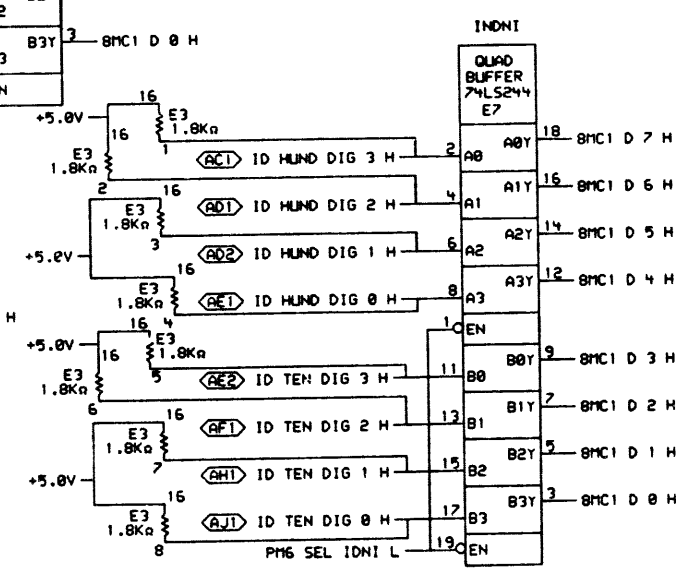 2
B3Y 3 8MC1 D 0 H
3
N
INDNI
QUAD
BUFFER
74LS244
E7
16
+5.0V
E3
1.8KΩ
16
1
E3
1.8KΩ
2
AC1 ID HUND DIG 3 H 2 A0 A0Y 18 8MC1 D 7 H
16
E3
1.8KΩ
3
AD1 ID HUND DIG 2 H 4 A1 A1Y 16 8MC1 D 6 H
+5.0V
AD2 ID HUND DIG 1 H 6 A2 A2Y 14 8MC1 D 5 H
16
E3
1.8KΩ
4
AE1 ID HUND DIG 0 H 8 A3 A3Y 12 8MC1 D 4 H
H
1 EN
16
+5.0V
E3
1.8KΩ
16
5
E3
1.8KΩ
6
AE2 ID TEN DIG 3 H 11 B0 B0Y 9 8MC1 D 3 H
16
E3
1.8KΩ
7
AF1 ID TEN DIG 2 H 13 B1 B1Y 7 8MC1 D 2 H
+5.0V
AH1 ID TEN DIG 1 H 15 B2 B2Y 5 8MC1 D 1 H
16
E3
1.8KΩ
8
AJ1 ID TEN DIG 0 H 17 B3 B3Y 3 8MC1 D 0 H
PM6 SEL IDNI L 19 EN